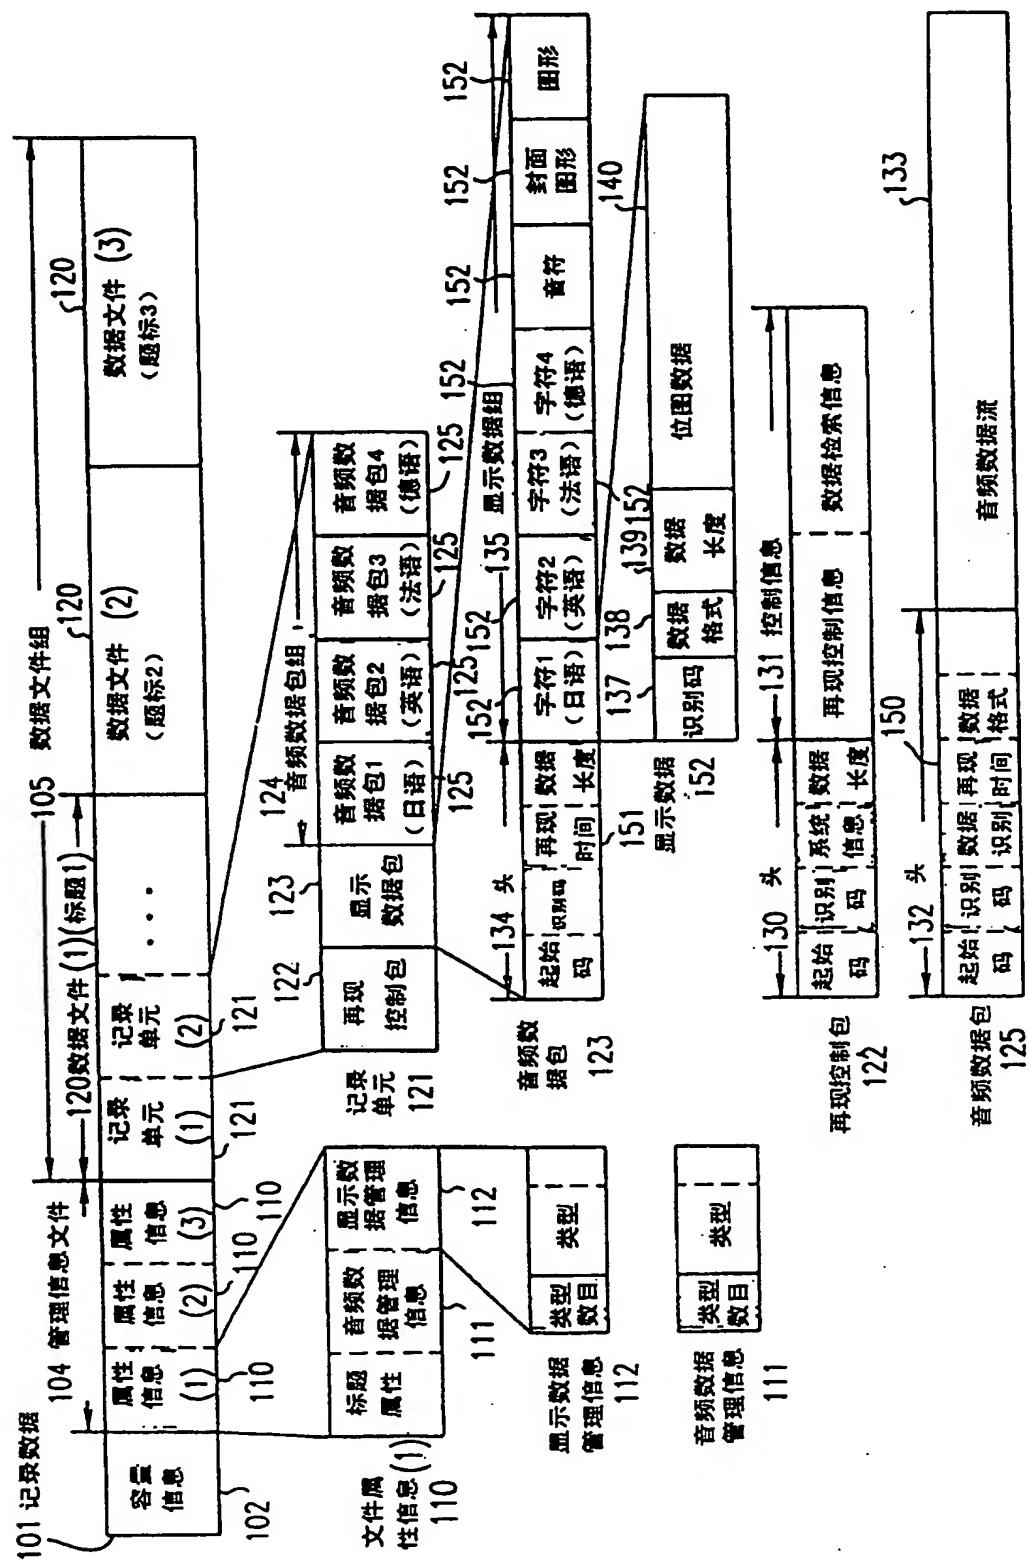 101 记录数据
104 管理信息文件
105 数据文件组
120数据文件(1)(标题1)
120
120
容量
信息
属性
信息
(1)
属性
信息
(2)
属性
信息
(3)
记录
单元
(1)
记录
单元
(2)
. . .
数据文件 (2)
(题标2)
数据文件 (3)
(题标3)
102
110
110
110
121
121
124
音频数据包组
122
123
标题
属性
音频数
据管理
信息
显示数
据管理
信息
再现
控制包
显示
数据包
音频数
据包1
(日语)
音频数
据包2
(英语)
音频数
据包3
(法语)
音频数
据包4
(德语)
文件属
性信息(1)
110
111
112
记录
单元
121
125
125
125
125
134 头
135 显示数据组
152
152
152
152
152
152
152
类型
数目
类型
起始
码
识别码
再现
时间
数据
长度
字符1
(日语)
字符2
(英语)
字符3
(法语)
字符4
(德语)
音符
封面
图形
图形
显示数据
管理信息
112
音频数
据包
123
151
137
138
139
140
识别码
数据
格式
数据
长度
位图数据
显示数据
152
类型
数目
类型
音频数据
管理信息
111
130 头
131 控制信息
起始
码
识别
码
系统
信息
数据
长度
再现控制信息
数据检索信息
再现控制包
122
132 头
150
133
起始
码
识别
码
数据
识别
再现
时间
数据
格式
音频数据流
音频数据包
125